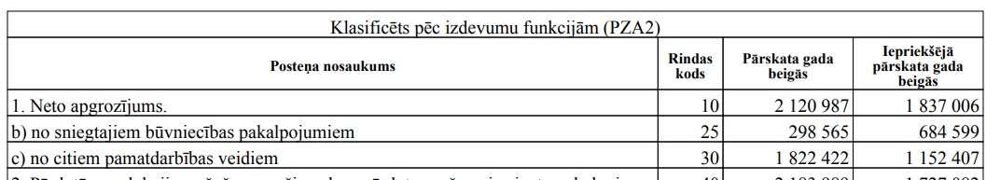 Klasificēts pēc izdevumu funkcijām (PZA2)
Posteņa nosaukums Rindas kods Pārskata gada beigās Iepriekšējā pārskata gada beigās
1. Neto apgrozījums. 10 2 120 987 1 837 006
b) no sniegtajiem būvniecības pakalpojumiem 25 298 565 684 599
c) no citiem pamatdarbības veidiem 30 1 822 422 1 152 407